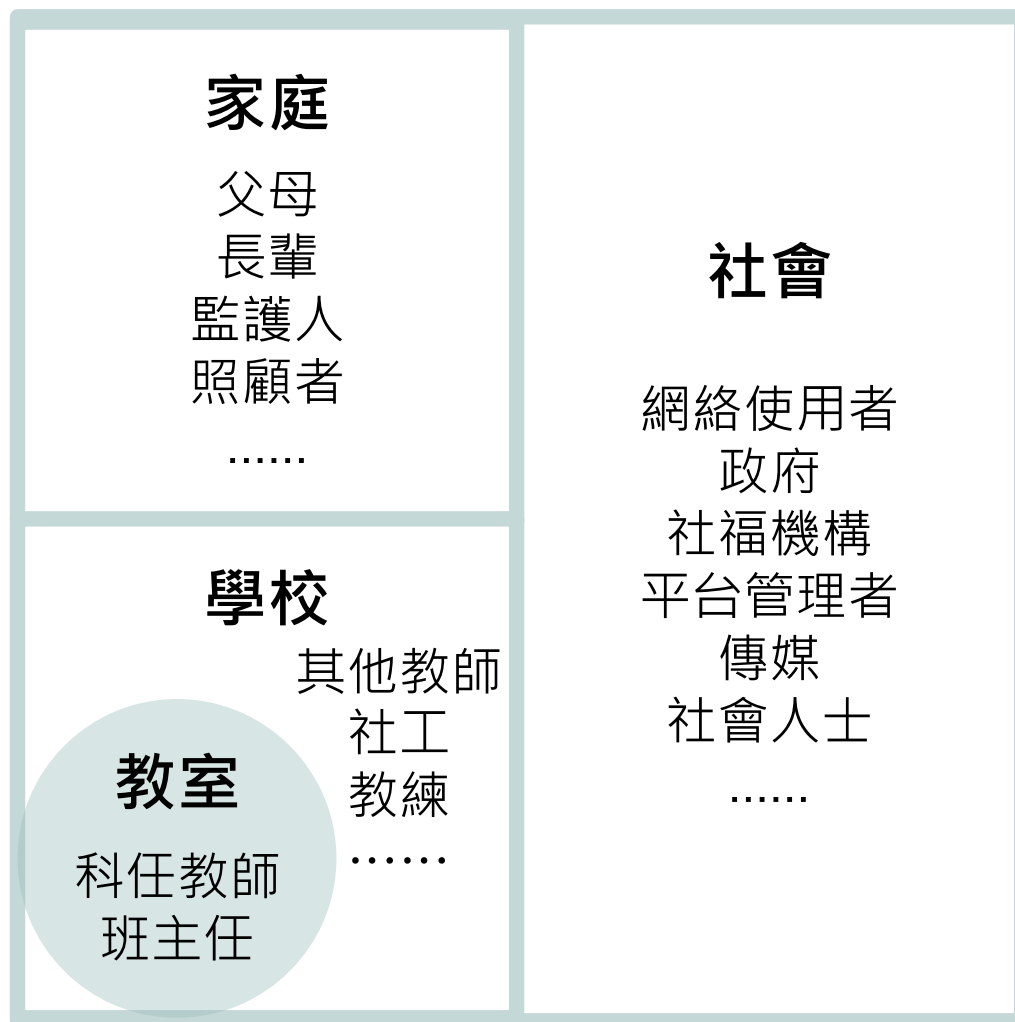 家庭
父母
長輩
監護人
照顧者
......
學校
其他教師
社工
教練
......
教室
科任教師
班主任
社會
網絡使用者
政府
社福機構
平台管理者
傳媒
社會人士
......